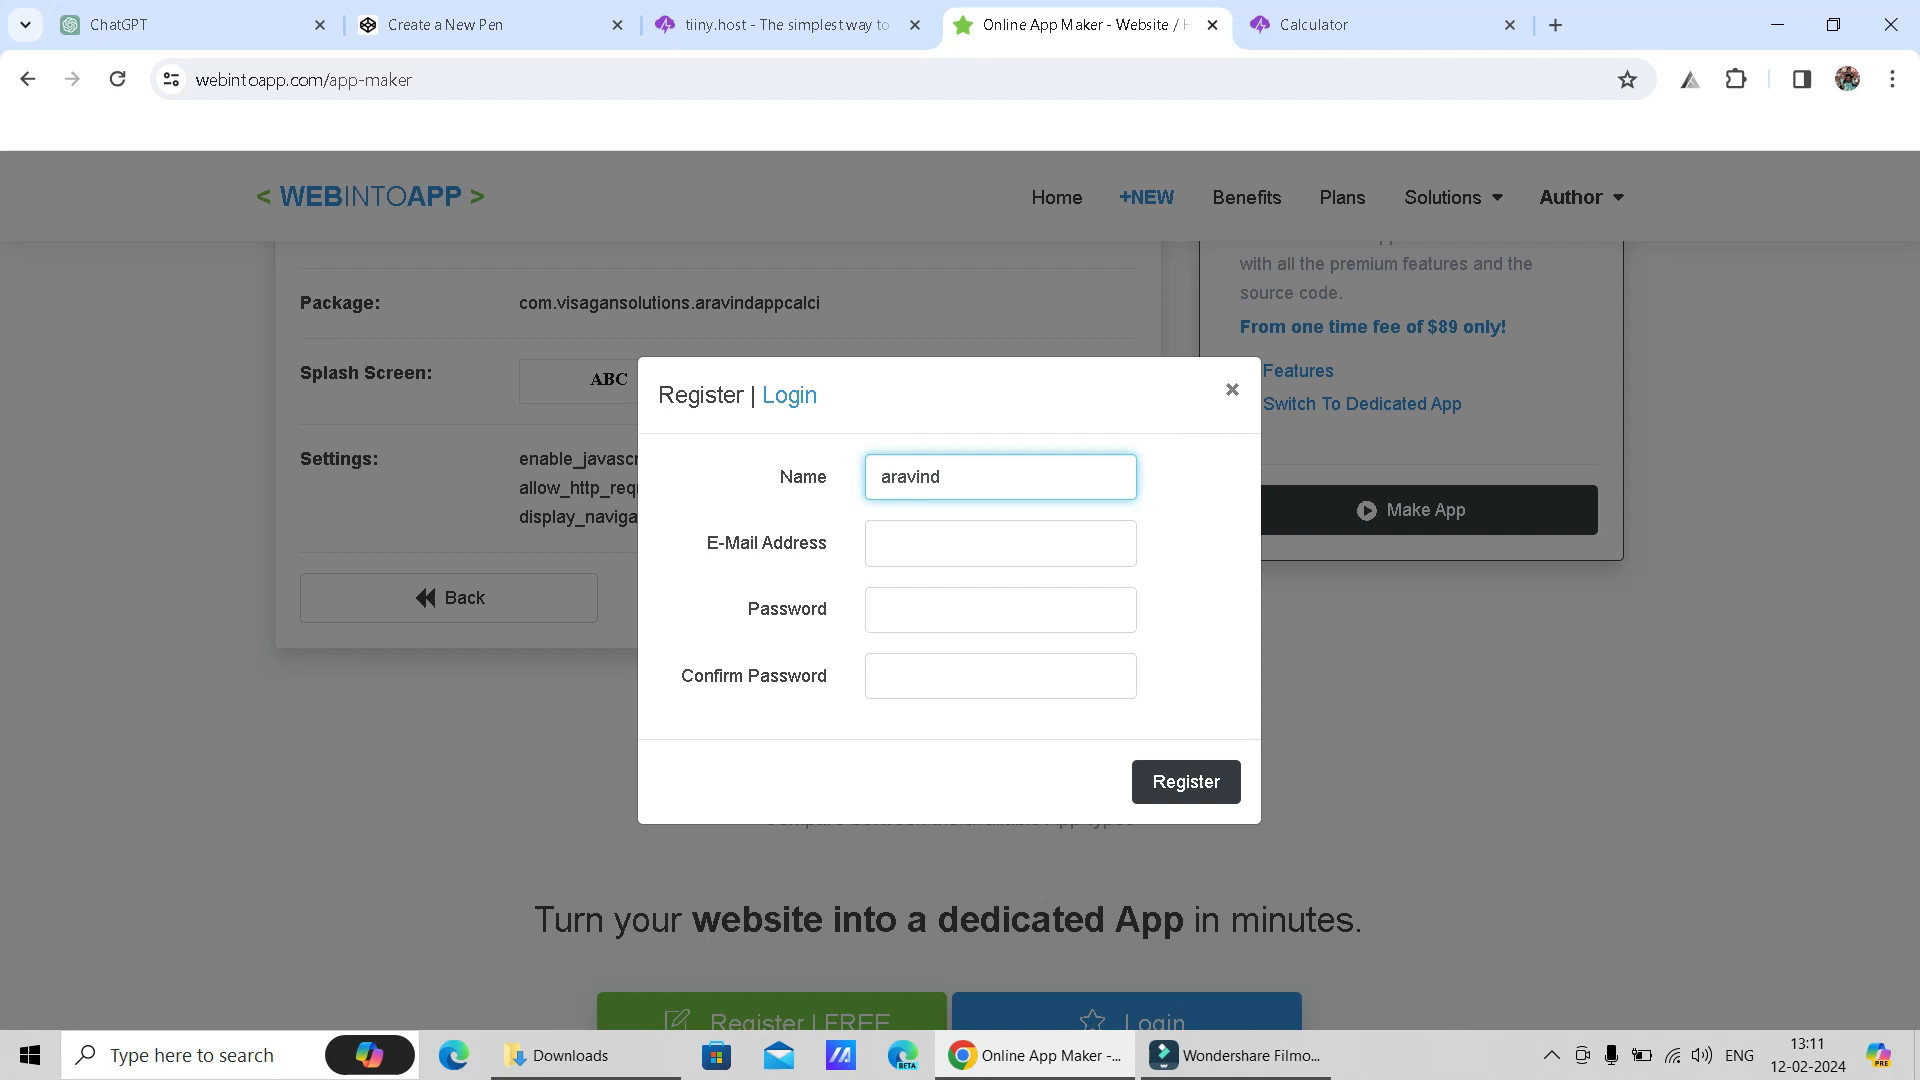 ChatGPT
Create a New Pen
tiiny.host - The simplest way to
Online App Maker - Website / H
Calculator
webintoapp.com/app-maker
< WEBINTOAPP >
Home
+NEW
Benefits
Plans
Solutions
Author
with all the premium features and the
source code.
From one time fee of $89 only!
Features
Switch To Dedicated App
Make App
Package:
com.visagansolutions.aravindappcalci
Splash Screen:
ABC
Settings:
enable_javascr
allow_http_requ
display_naviga
Back
Register | Login
×
Name
aravind
E-Mail Address
Password
Confirm Password
Register
Turn your website into a dedicated App in minutes.
Register | FREE
Login
Type here to search
Downloads
BETA
Online App Maker -...
Wondershare Filmo...
ENG
13:11
12-02-2024
PRE